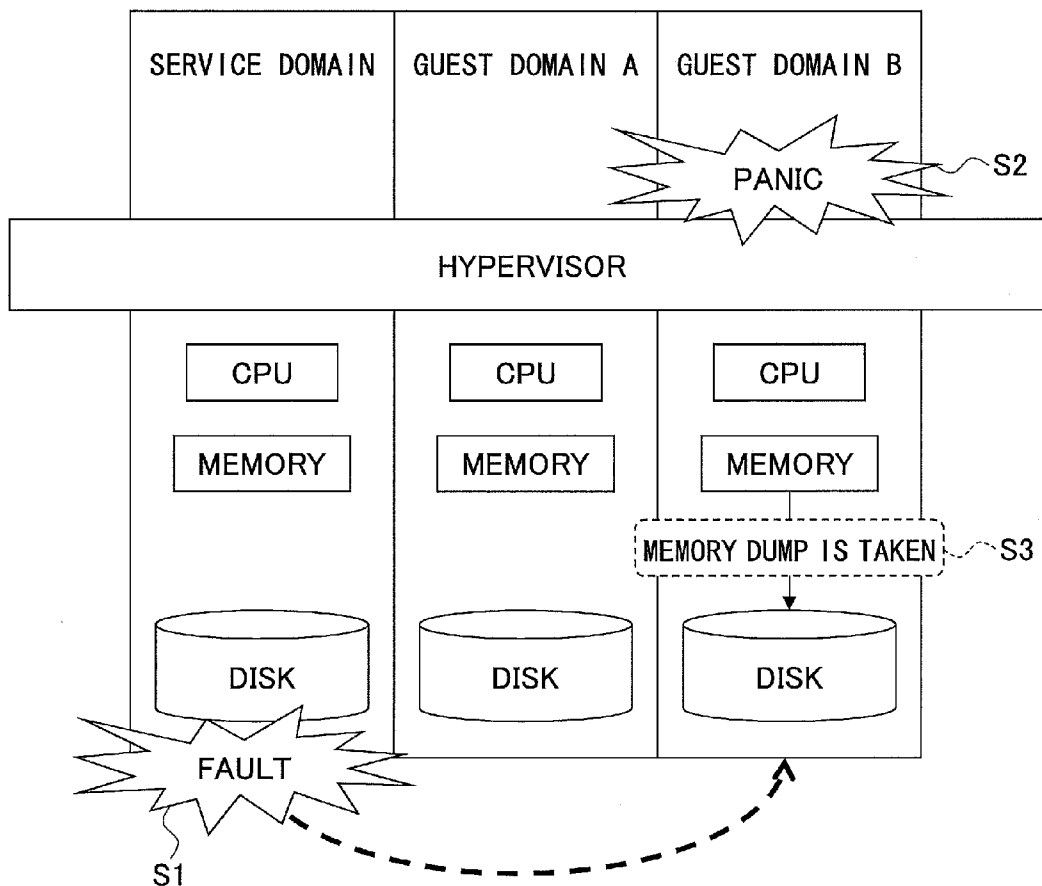 SERVICE DOMAIN
GUEST DOMAIN A
GUEST DOMAIN B
PANIC
S2
HYPERVISOR
CPU
CPU
CPU
MEMORY
MEMORY
MEMORY
MEMORY DUMP IS TAKEN
S3
DISK
DISK
DISK
FAULT
S1